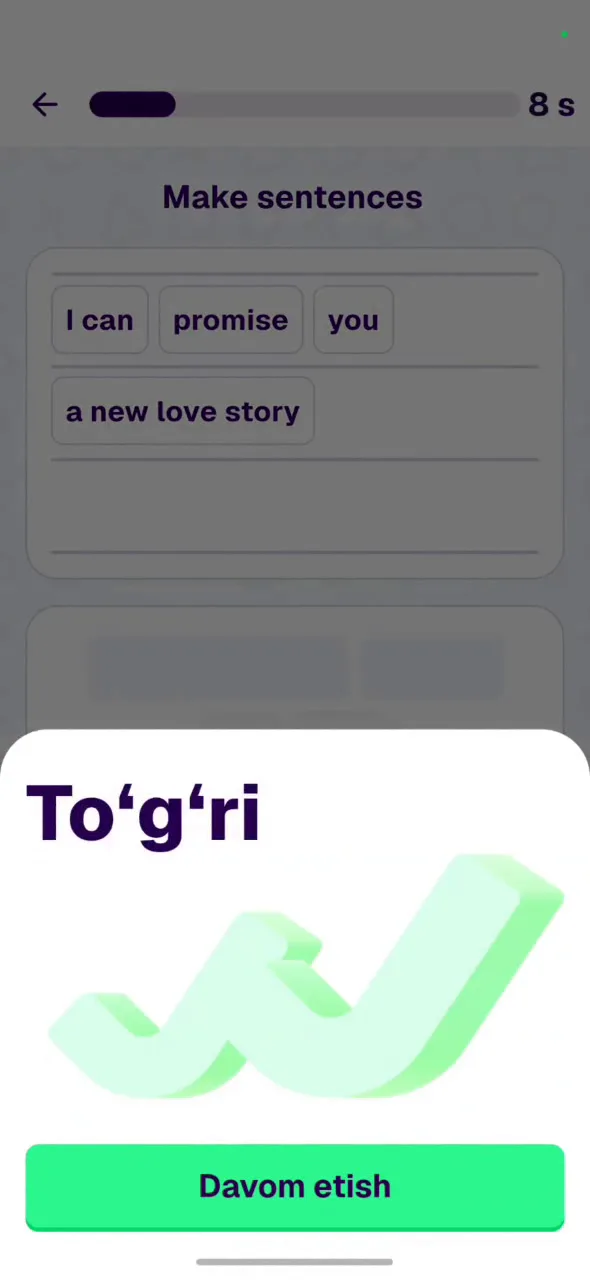 8 s
Make sentences
I can promise you
a new love story
To‘g‘ri
Davom etish